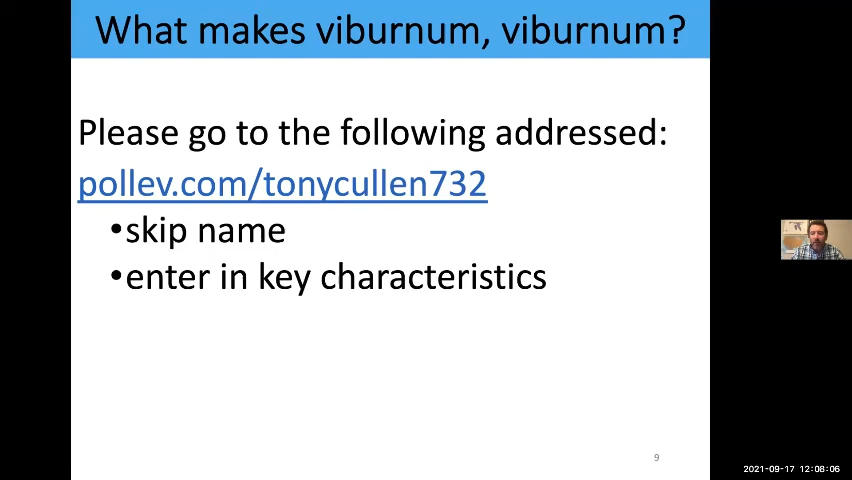 What makes viburnum, viburnum?
Please go to the following addressed:
pollev.com/tonycullen732
•skip name
•enter in key characteristics
9
2021-09-17 12:08:06